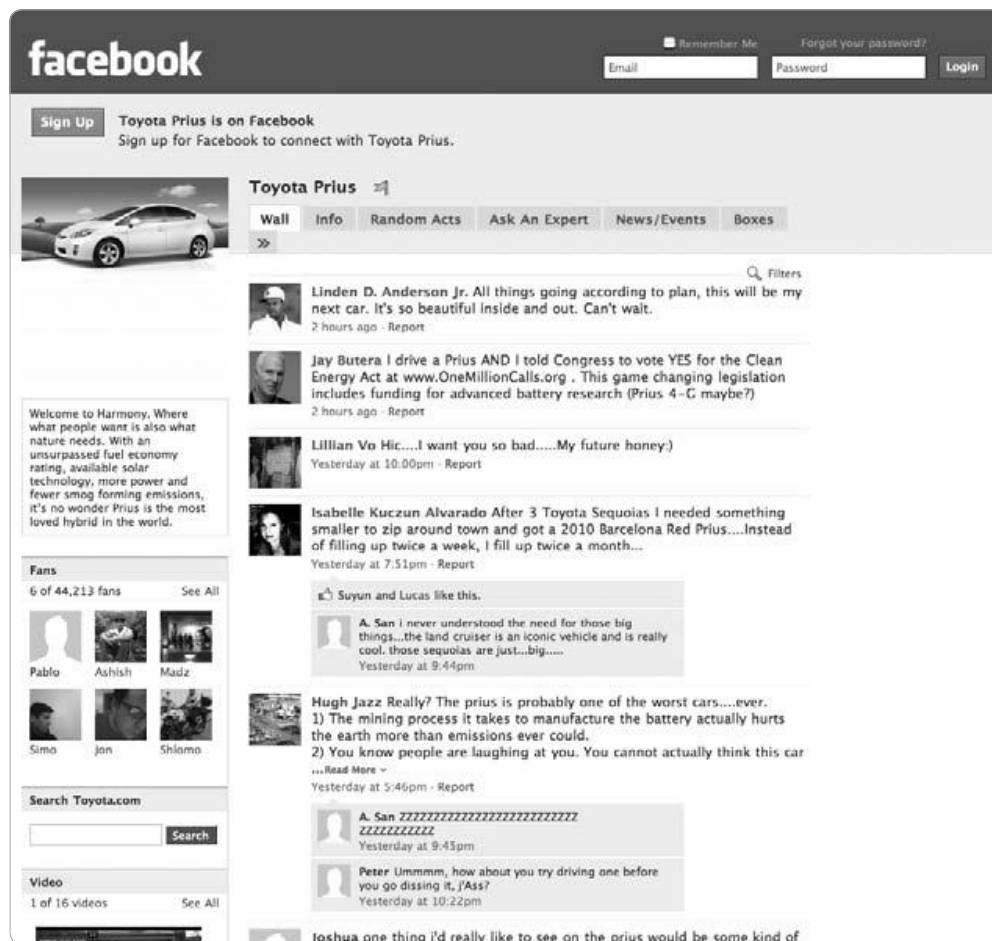 facebook
Remember Me
Forgot your password?
Email
Password
Login
Sign Up
Toyota Prius is on Facebook
Sign up for Facebook to connect with Toyota Prius.
Toyota Prius
Wall
Info
Random Acts
Ask An Expert
News/Events
Boxes
»
Filters
Linden D. Anderson Jr. All things going according to plan, this will be my
next car. It's so beautiful inside and out. Can't wait.
2 hours ago · Report
Jay Butera I drive a Prius AND I told Congress to vote YES for the Clean
Energy Act at www.OneMillionCalls.org . This game changing legislation
includes funding for advanced battery research (Prius 4-G maybe?)
2 hours ago · Report
Lillian Vo Hic....I want you so bad.....My future honey:)
Yesterday at 10:00pm · Report
Isabelle Kuczun Alvarado After 3 Toyota Sequoias I needed something
smaller to zip around town and got a 2010 Barcelona Red Prius....Instead
of filling up twice a week, I fill up twice a month...
Yesterday at 7:51pm · Report
Suyun and Lucas like this.
A. San i never understood the need for those big
things...the land cruiser is an iconic vehicle and is really
cool. those sequoias are just...big.....
Yesterday at 9:44pm
Hugh Jazz Really? The prius is probably one of the worst cars....ever.
1) The mining process it takes to manufacture the battery actually hurts
the earth more than emissions ever could.
2) You know people are laughing at you. You cannot actually think this car
...Read More
Yesterday at 5:46pm · Report
A. San ZZZZZZZZZZZZZZZZZZZZZZZZZZ
ZZZZZZZZZZZ
Yesterday at 9:43pm
Peter Ummmm, how about you try driving one before
you go dissing it, j'Ass?
Yesterday at 10:22pm
Joshua one thing i'd really like to see on the prius would be some kind of
Welcome to Harmony. Where
what people want is also what
nature needs. With an
unsurpassed fuel economy
rating, available solar
technology, more power and
fewer smog forming emissions,
it's no wonder Prius is the most
loved hybrid in the world.
Fans
6 of 44,213 fans
See All
Pablo
Ashish
Madz
Simo
Jon
Shlomo
Search Toyota.com
Search
Video
1 of 16 videos
See All